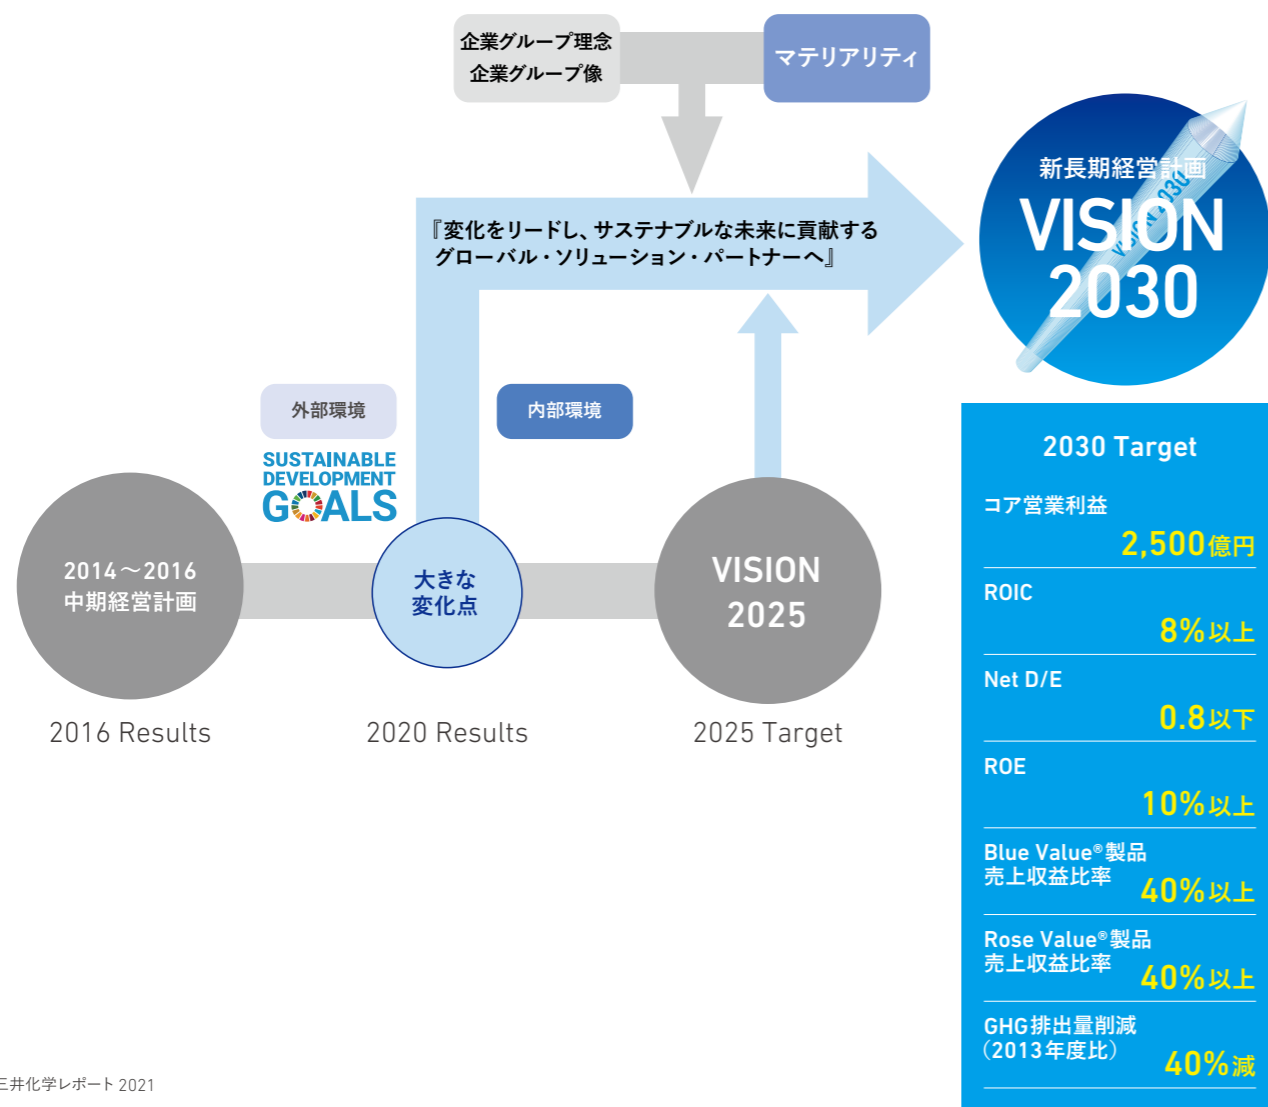 企業グループ理念
企業グループ像
マテリアリティ
『変化をリードし、サステナブルな未来に貢献する
グローバル・ソリューション・パートナーへ』
新長期経営計画
VISION
2030
VISION 2030
外部環境
内部環境
SUSTAINABLE
DEVELOPMENT
GOALS
2014〜2016
中期経営計画
大きな
変化点
VISION
2025
2016 Results
2020 Results
2025 Target
2030 Target
コア営業利益
2,500億円
ROIC
8%以上
Net D/E
0.8以下
ROE
10%以上
Blue Value®製品
売上収益比率
40%以上
Rose Value®製品
売上収益比率
40%以上
GHG排出量削減
（2013年度比）
40%減
三井化学レポート 2021